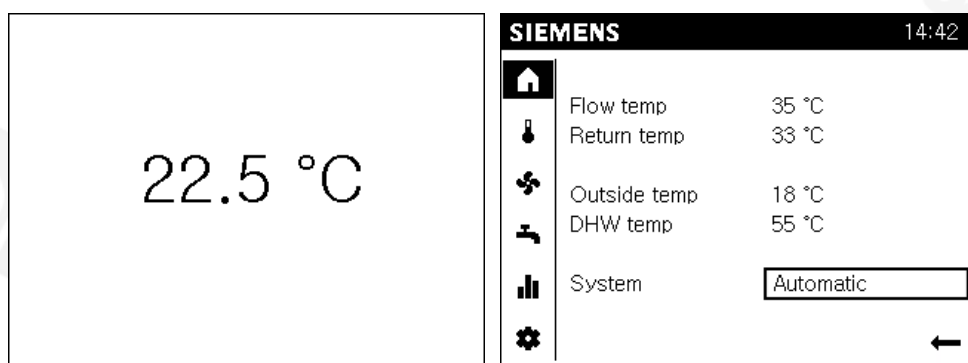 22.5 °C
SIEMENS 14:42
Flow temp 35 °C
Return temp 33 °C
Outside temp 18 °C
DHW temp 55 °C
System Automatic